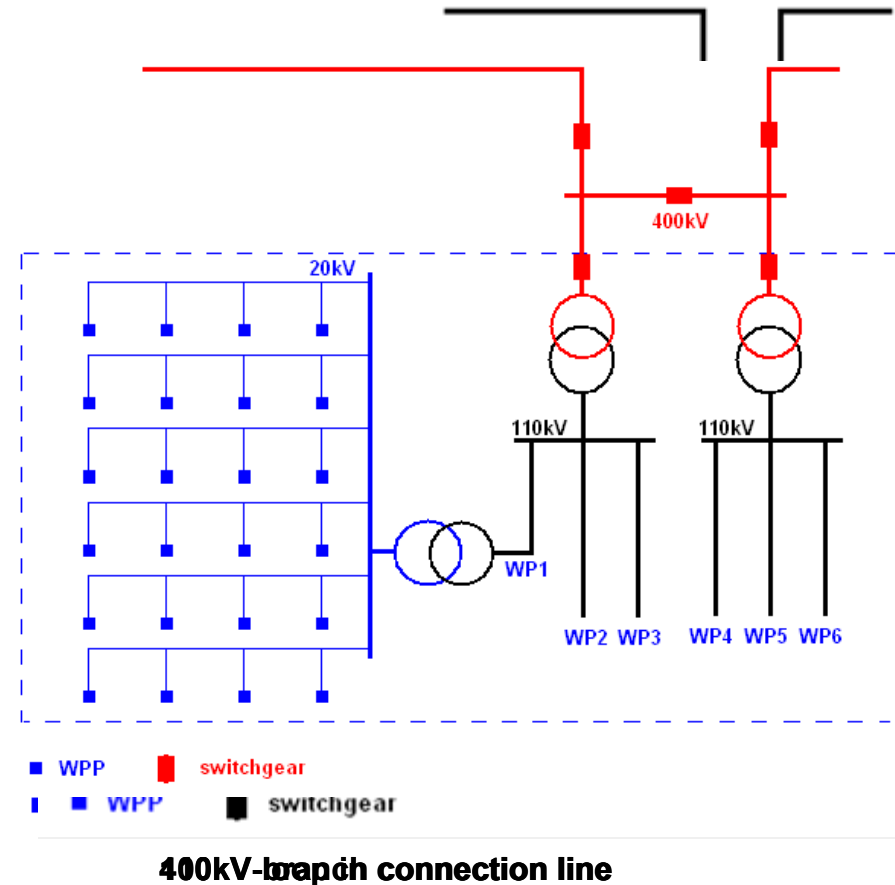 400kV
20kV
110kV
110kV
WP1
WP2 WP3 WP4 WP5 WP6
WPP switchgear
WPP switchgear
connection line